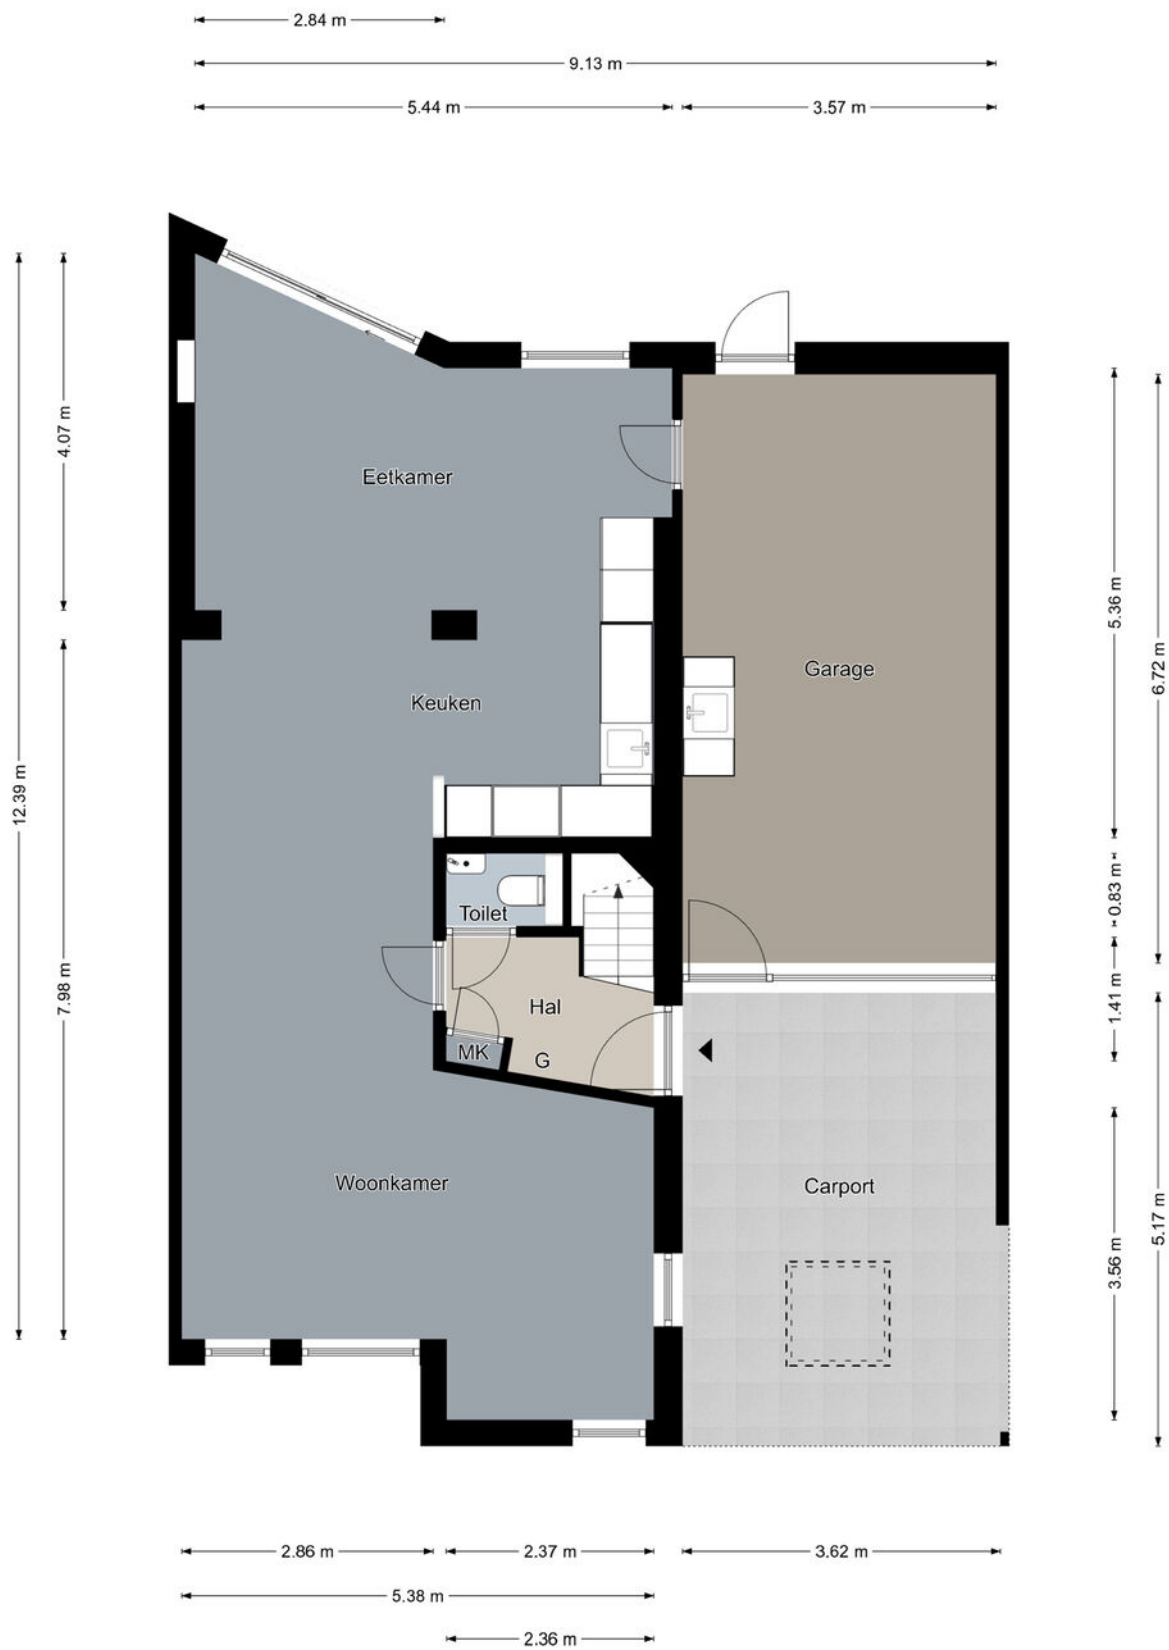 2.84 m
9.13 m
5.44 m
3.57 m
4.07 m
12.39 m
7.98 m
Eetkamer
Keuken
Garage
Toilet
Hal
MK
G
Woonkamer
Carport
5.36 m
6.72 m
0.83 m
1.41 m
3.56 m
5.17 m
2.86 m
2.37 m
3.62 m
5.38 m
2.36 m